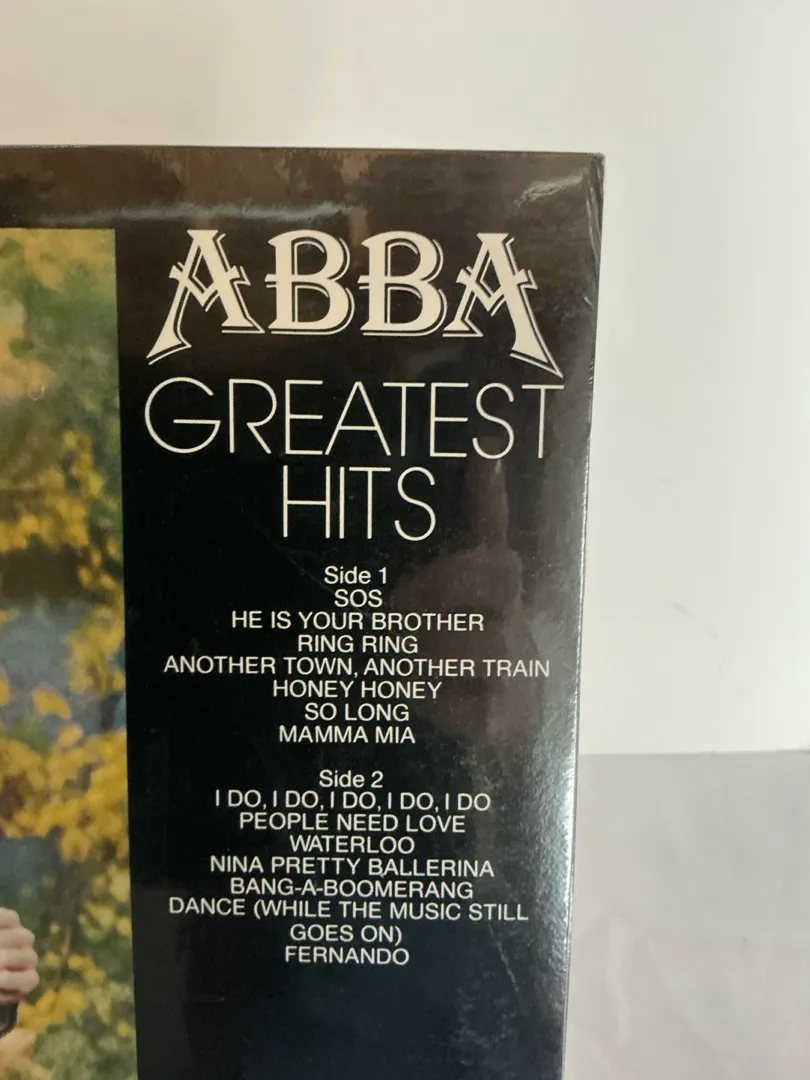 ABBA
GREATEST
HITS
Side 1
SOS
HE IS YOUR BROTHER
RING RING
ANOTHER TOWN, ANOTHER TRAIN
HONEY HONEY
SO LONG
MAMMA MIA
Side 2
I DO, I DO, I DO, I DO, I DO
PEOPLE NEED LOVE
WATERLOO
NINA PRETTY BALLERINA
BANG-A-BOOMERANG
DANCE (WHILE THE MUSIC STILL
GOES ON)
FERNANDO